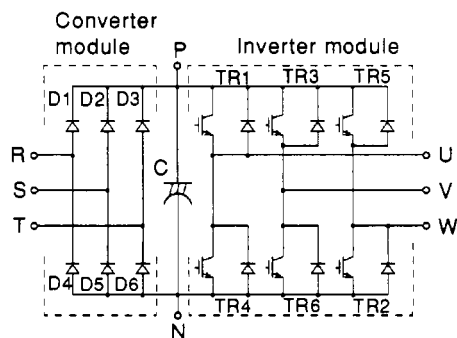 Converter
module
P
Inverter module
D1 D2 D3
TR1 TR3 TR5
R
S
T
C
U
V
W
D4 D5 D6
TR4 TR6 TR2
N